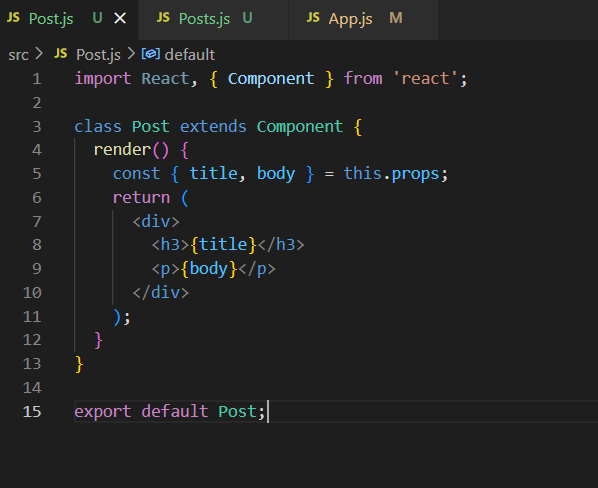 JS Post.js U JS Posts.js U JS App.js M
src > JS Post.js > default
1 import React, { Component } from 'react';
2
3 class Post extends Component {
4 render() {
5 const { title, body } = this.props;
6 return (
7 <div>
8 <h3>{title}</h3>
9 <p>{body}</p>
10 </div>
11 );
12 }
13 }
14
15 export default Post;